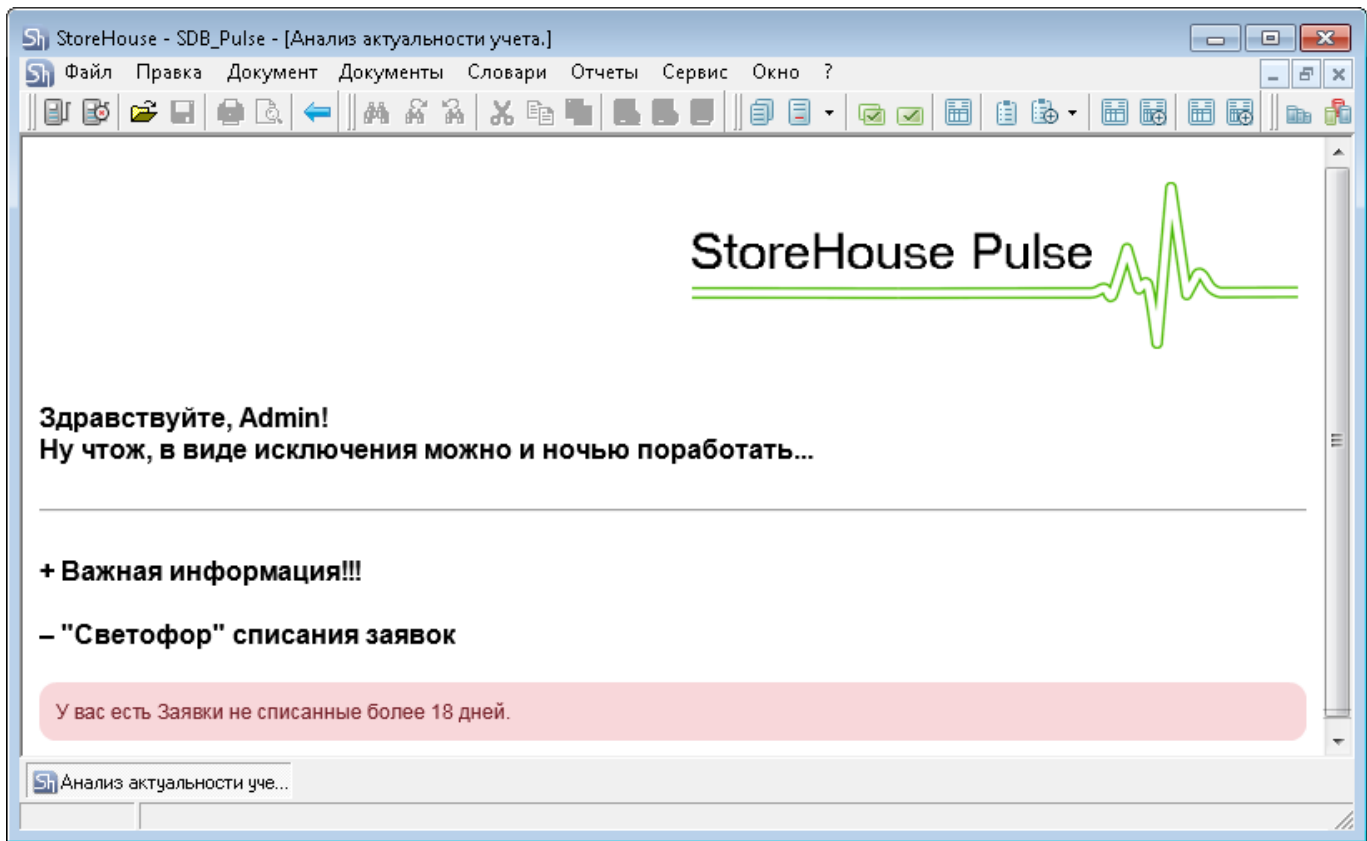 StoreHouse - SDB_Pulse - [Анализ актуальности учета.]
Файл Правка Документ Документы Словари Отчеты Сервис Окно ?
StoreHouse Pulse
Здравствуйте, Admin!
Ну чтож, в виде исключения можно и ночью поработать...
+ Важная информация!!!
– "Светофор" списания заявок
У вас есть Заявки не списанные более 18 дней.
Анализ актуальности уче...